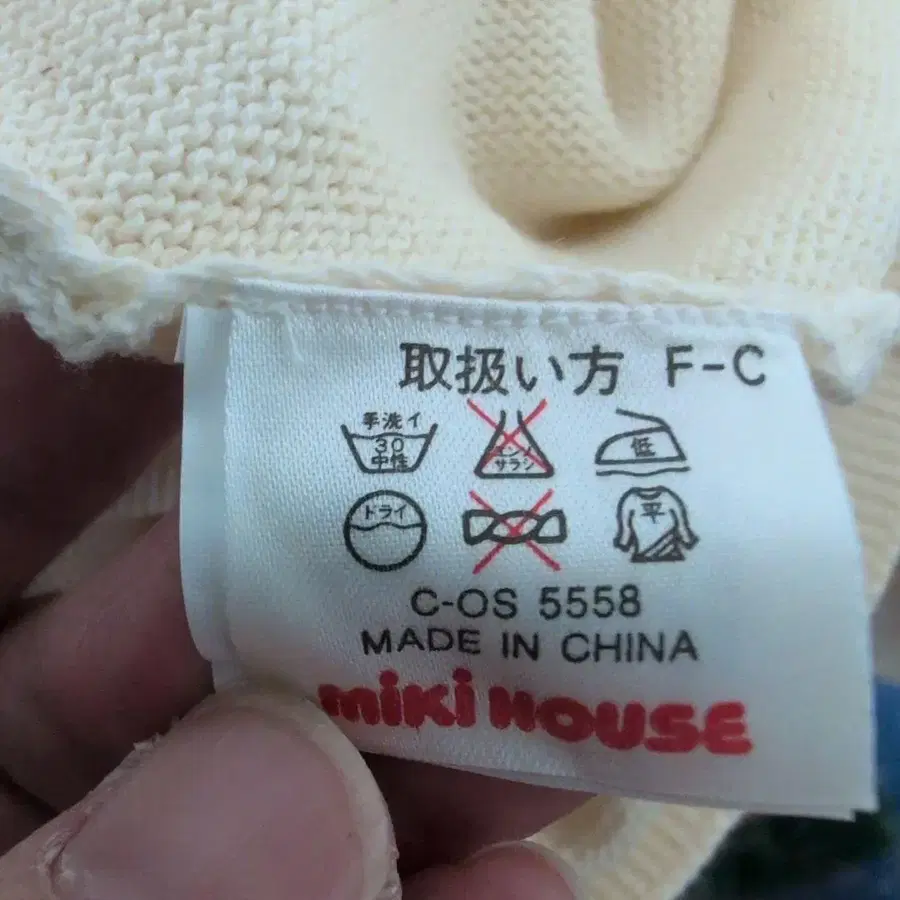 取扱い方 F-C
手洗イ
30
中性
エンソ
サラシ
低
ドライ
平
C-OS 5558
MADE IN CHINA
miki HOUSE